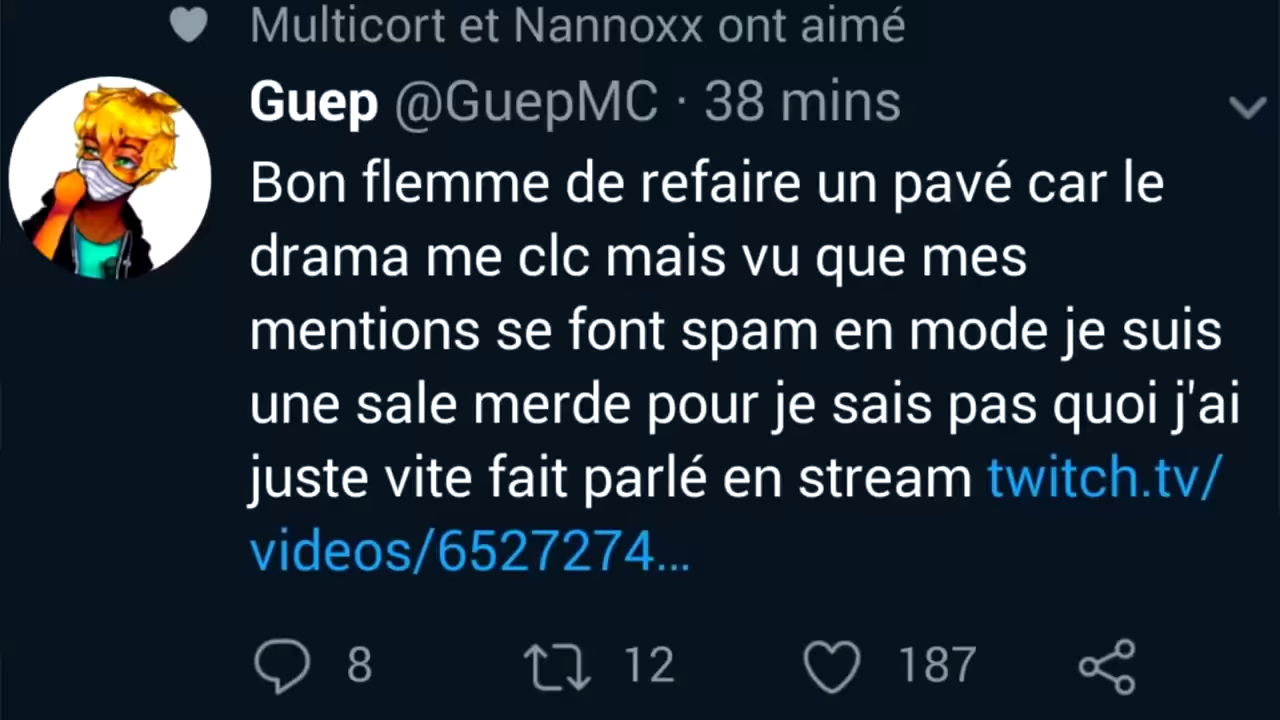 Multicort et Nannoxx ont aimé
Guep @GuepMC · 38 mins
Bon flemme de refaire un pavé car le
drama me clc mais vu que mes
mentions se font spam en mode je suis
une sale merde pour je sais pas quoi j'ai
juste vite fait parlé en stream twitch.tv/
videos/6527274...
8 12 187